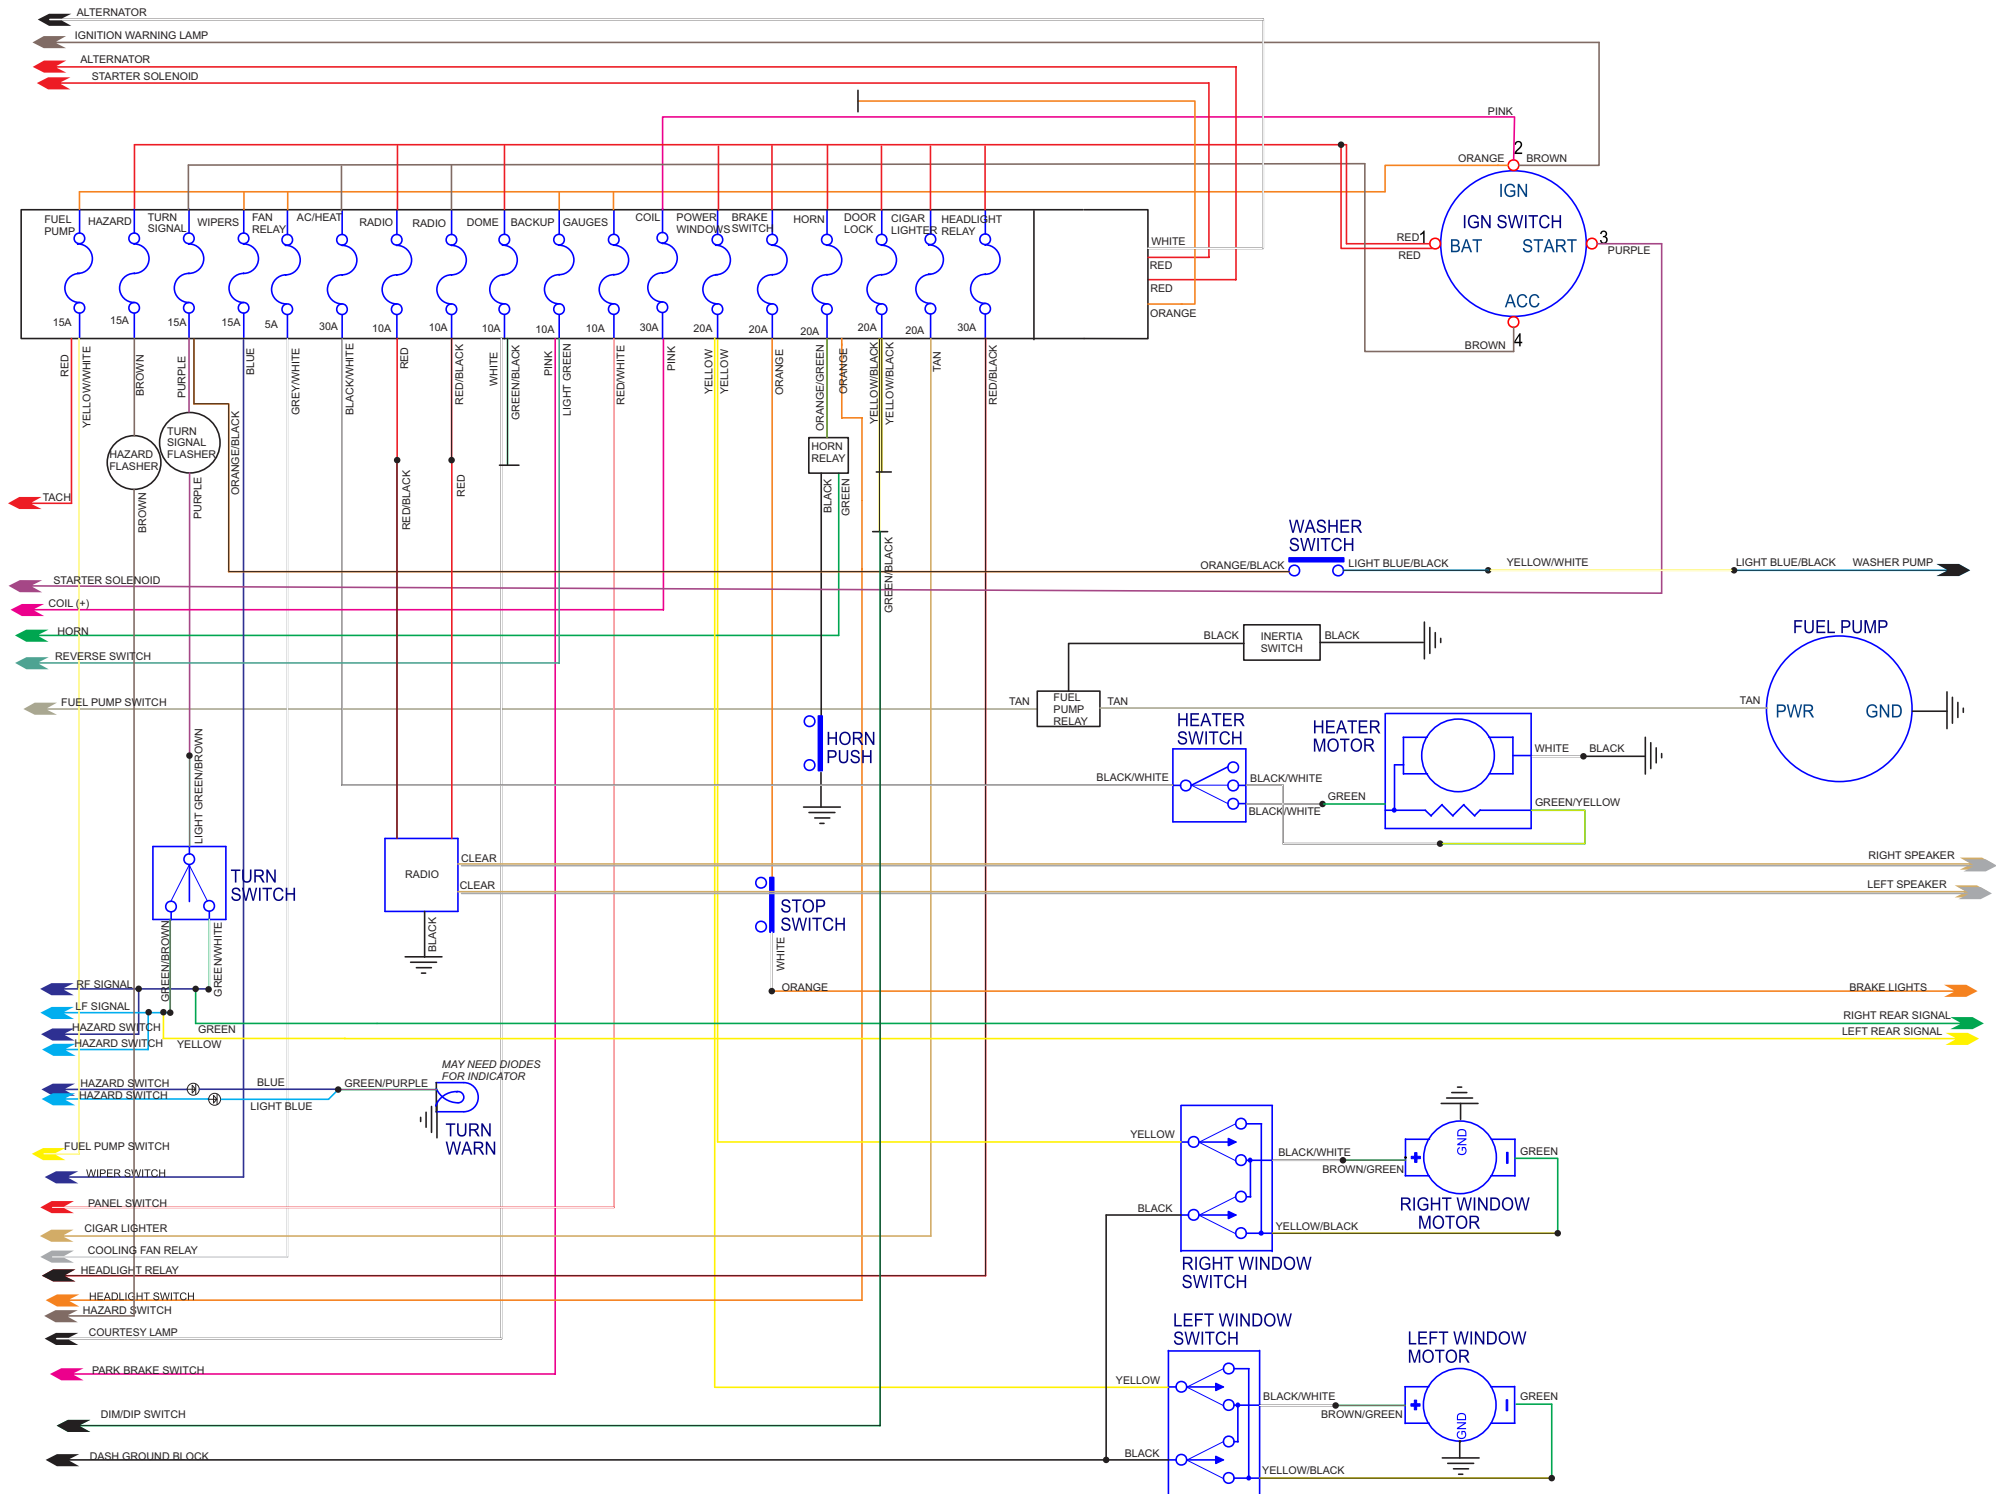 ALTERNATOR
IGNITION WARNING LAMP
ALTERNATOR
STARTER SOLENOID
PINK
2
ORANGE
BROWN
IGN
IGN SWITCH
RED
1
BAT
START
3
RED
PURPLE
ACC
BROWN
4
FUEL
PUMP
HAZARD
TURN
SIGNAL
WIPERS
FAN
RELAY
AC/HEAT
RADIO
RADIO
DOME
BACKUP
GAUGES
COIL
POWER
WINDOWS
BRAKE
SWITCH
HORN
DOOR
LOCK
CIGAR
LIGHTER
HEADLIGHT
RELAY
WHITE
RED
RED
ORANGE
15A
15A
15A
15A
5A
30A
10A
10A
10A
10A
10A
30A
20A
20A
20A
20A
20A
30A
RED
YELLOW/WHITE
BROWN
PURPLE
ORANGE/BLACK
BLUE
GREY/WHITE
BLACK/WHITE
RED
RED/BLACK
WHITE
GREEN/BLACK
PINK
LIGHT GREEN
RED/WHITE
PINK
YELLOW
YELLOW
ORANGE
ORANGE/GREEN
ORANGE
YELLOW/BLACK
YELLOW/BLACK
TAN
RED/BLACK
HAZARD
FLASHER
TURN
SIGNAL
FLASHER
HORN
RELAY
BROWN
PURPLE
RED/BLACK
RED
BLACK
GREEN
GREEN/BLACK
TACH
WASHER
SWITCH
ORANGE/BLACK
LIGHT BLUE/BLACK
YELLOW/WHITE
LIGHT BLUE/BLACK
WASHER PUMP
STARTER SOLENOID
COIL (+)
HORN
REVERSE SWITCH
BLACK
INERTIA
SWITCH
BLACK
FUEL PUMP
FUEL PUMP SWITCH
TAN
FUEL
PUMP
RELAY
TAN
TAN
PWR
GND
HORN
PUSH
HEATER
SWITCH
HEATER
MOTOR
WHITE
BLACK
BLACK/WHITE
BLACK/WHITE
BLACK/WHITE
GREEN
GREEN/YELLOW
LIGHT GREEN/BROWN
TURN
SWITCH
RADIO
CLEAR
CLEAR
BLACK
RIGHT SPEAKER
LEFT SPEAKER
STOP
SWITCH
WHITE
ORANGE
BRAKE LIGHTS
GREEN/BROWN
GREEN/WHITE
RF SIGNAL
LF SIGNAL
HAZARD SWITCH
HAZARD SWITCH
GREEN
YELLOW
RIGHT REAR SIGNAL
LEFT REAR SIGNAL
HAZARD SWITCH
HAZARD SWITCH
BLUE
LIGHT BLUE
GREEN/PURPLE
MAY NEED DIODES
FOR INDICATOR
TURN
WARN
FUEL PUMP SWITCH
WIPER SWITCH
PANEL SWITCH
CIGAR LIGHTER
COOLING FAN RELAY
HEADLIGHT RELAY
HEADLIGHT SWITCH
HAZARD SWITCH
COURTESY LAMP
PARK BRAKE SWITCH
DIM/DIP SWITCH
DASH GROUND BLOCK
YELLOW
BLACK
RIGHT WINDOW
SWITCH
BLACK/WHITE
BROWN/GREEN
YELLOW/BLACK
GND
GREEN
RIGHT WINDOW
MOTOR
LEFT WINDOW
SWITCH
YELLOW
BLACK
BLACK/WHITE
BROWN/GREEN
YELLOW/BLACK
LEFT WINDOW
MOTOR
GND
GREEN